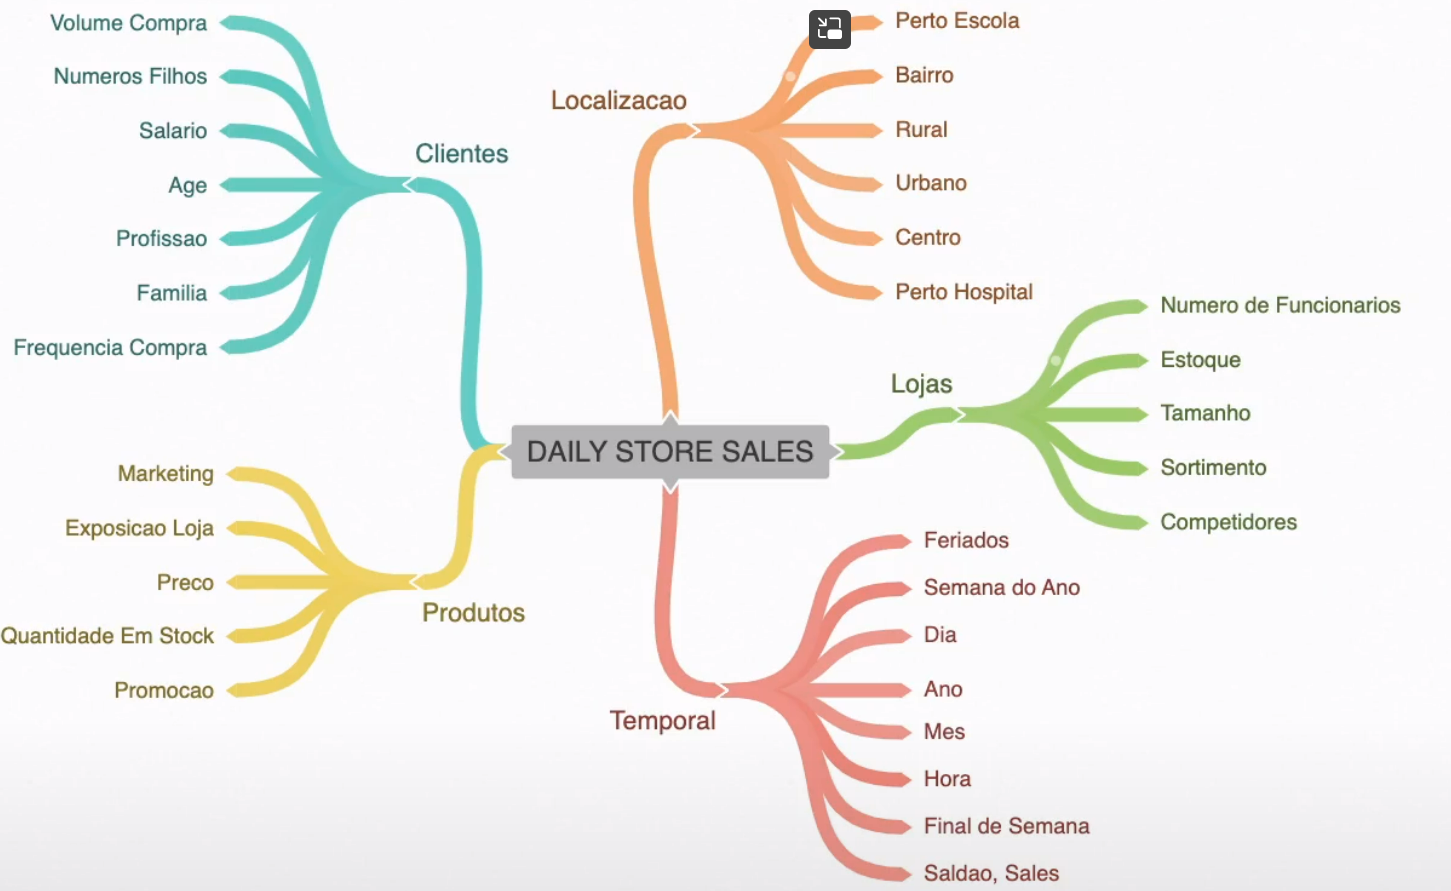 Volume Compra
Numeros Filhos
Salario
Age
Profissao
Familia
Frequencia Compra
Clientes
Localizacao
Perto Escola
Bairro
Rural
Urbano
Centro
Perto Hospital
Lojas
Numero de Funcionarios
Estoque
Tamanho
Sortimento
Competidores
DAILY STORE SALES
Marketing
Exposicao Loja
Preco
Quantidade Em Stock
Promocao
Produtos
Temporal
Feriados
Semana do Ano
Dia
Ano
Mes
Hora
Final de Semana
Saldao, Sales